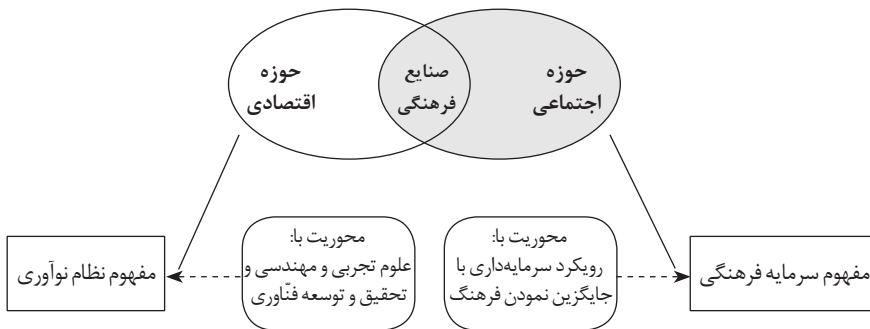 حوزه
اجتماعی
صنایع
فرهنگی
حوزه
اقتصادی
مفهوم سرمایه فرهنگی
محوریت با:
رویکرد سرمایه‌داری با
جایگزین نمودن فرهنگ
محوریت با:
علوم تجربی و مهندسی و
تحقیق و توسعه فنّاوری
مفهوم نظام نوآوری